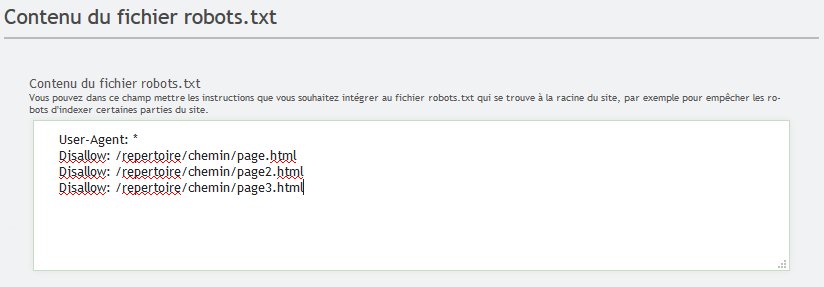 Contenu du fichier robots.txt
Contenu du fichier robots.txt
Vous pouvez dans ce champ mettre les instructions que vous souhaitez intégrer au fichier robots.txt qui se trouve à la racine du site, par exemple pour empêcher les ro-
bots d'indexer certaines parties du site.
User-Agent: *
Disallow: /repertoire/chemin/page.html
Disallow: /repertoire/chemin/page2.html
Disallow: /repertoire/chemin/page3.html